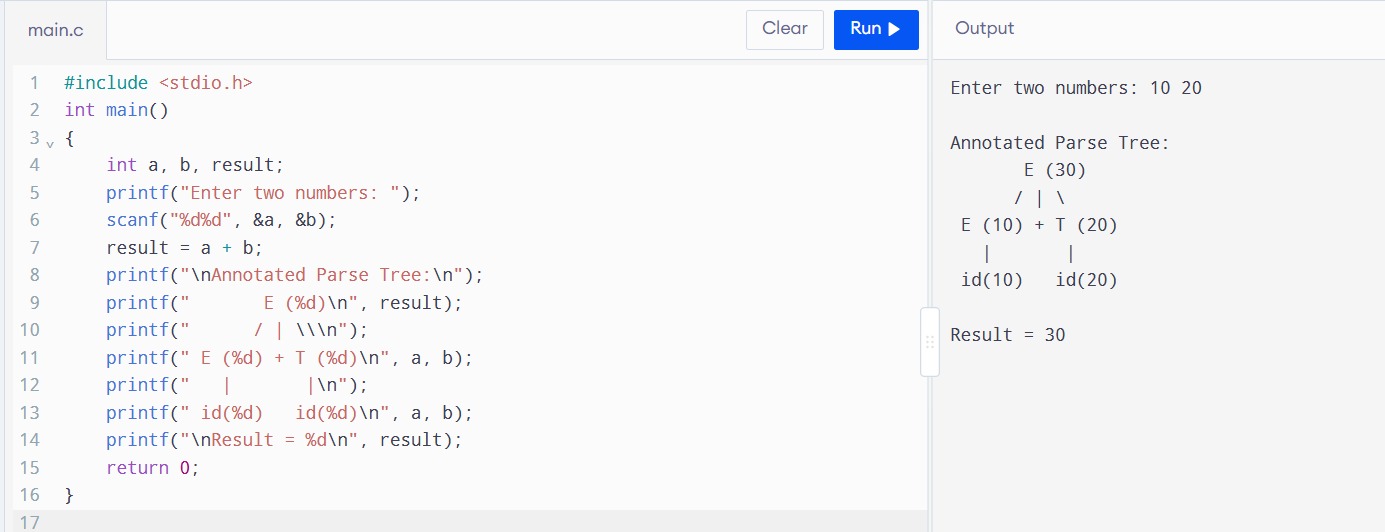 main.c
Clear
Run
1 #include <stdio.h>
2 int main()
3 {
4     int a, b, result;
5     printf("Enter two numbers: ");
6     scanf("%d%d", &a, &b);
7     result = a + b;
8     printf("\nAnnotated Parse Tree:\n");
9     printf("       E (%d)\n", result);
10     printf("      / | \\\n");
11     printf(" E (%d) + T (%d)\n", a, b);
12     printf("   |       |\n");
13     printf(" id(%d)   id(%d)\n", a, b);
14     printf("\nResult = %d\n", result);
15     return 0;
16 }
17
Output
Enter two numbers: 10 20
Annotated Parse Tree:
       E (30)
      / | \
 E (10) + T (20)
   |       |
 id(10)   id(20)
Result = 30